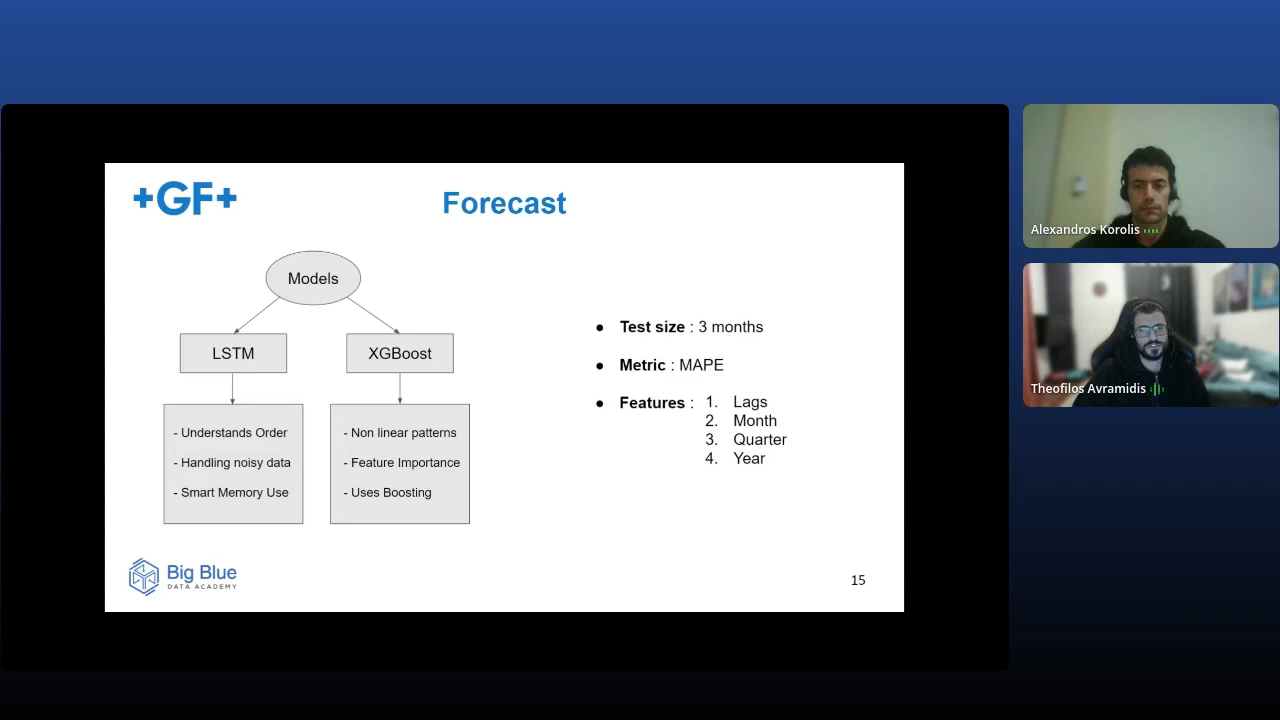 +GF+
Forecast
Models
LSTM
XGBoost
- Understands Order
- Handling noisy data
- Smart Memory Use
- Non linear patterns
- Feature Importance
- Uses Boosting
● Test size : 3 months
● Metric : MAPE
● Features : 1. Lags
2. Month
3. Quarter
4. Year
Big Blue
DATA ACADEMY
15
Alexandros Korolis
Theofilos Avramidis